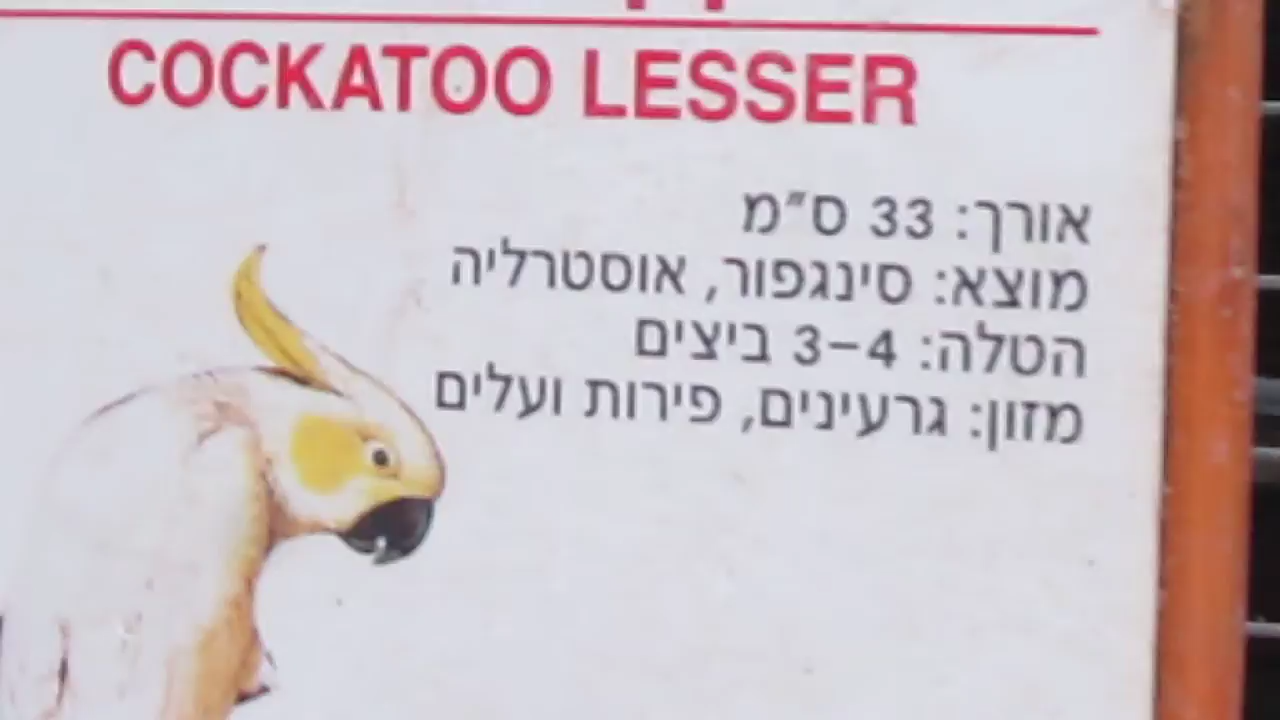 COCKATOO LESSER
אורך: 33 ס"מ
מוצא: סינגפור, אוסטרליה
הטלה: 3-4 ביצים
מזון: גרעינים, פירות ועלים